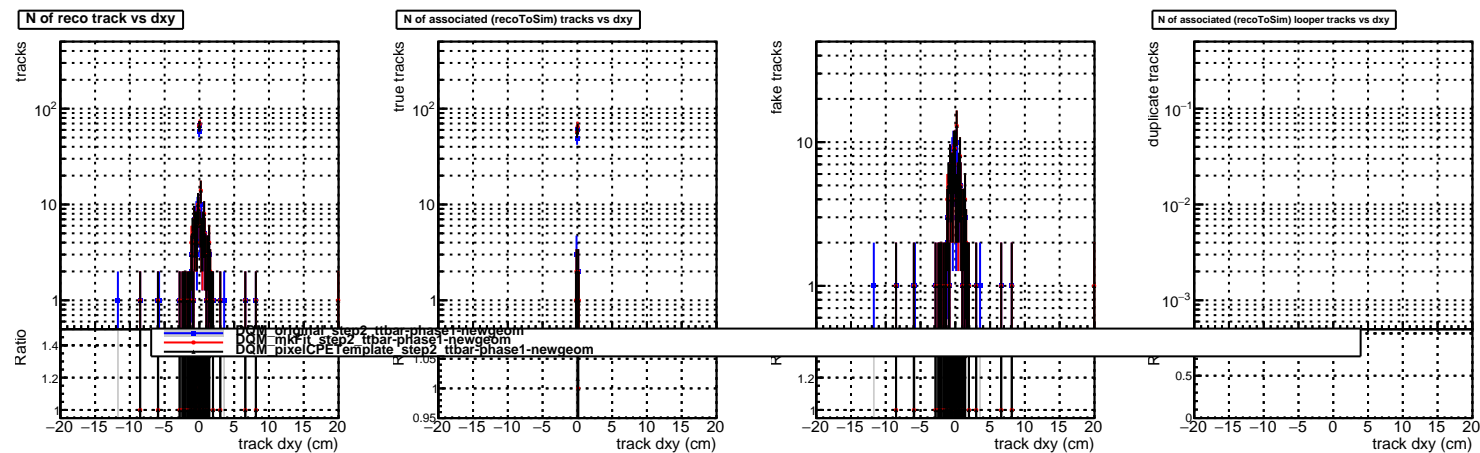 N of reco track vs dxy
tracks
10²
10
1
Ratio
1.4
1.2
1
−20 −15 −10 −5 0 5 10 15 20
track dxy (cm)
N of associated (recoToSim) tracks vs dxy
true tracks
10²
10
1
1.05
1
0.95
−20 −15 −10 −5 0 5 10 15 20
track dxy (cm)
fake tracks
10
1
1.4
1.2
1
−20 −15 −10 −5 0 5 10 15 20
track dxy (cm)
N of associated (recoToSim) looper tracks vs dxy
duplicate tracks
10⁻¹
10⁻²
10⁻³
0.5
0
−20 −15 −10 −5 0 5 10 15 20
track dxy (cm)
DQM_original_step2_ttbar-phase1-newgeom
DQM_mkFit_step2_ttbar-phase1-newgeom
DQM_pixelCPETemplate_step2_ttbar-phase1-newgeom